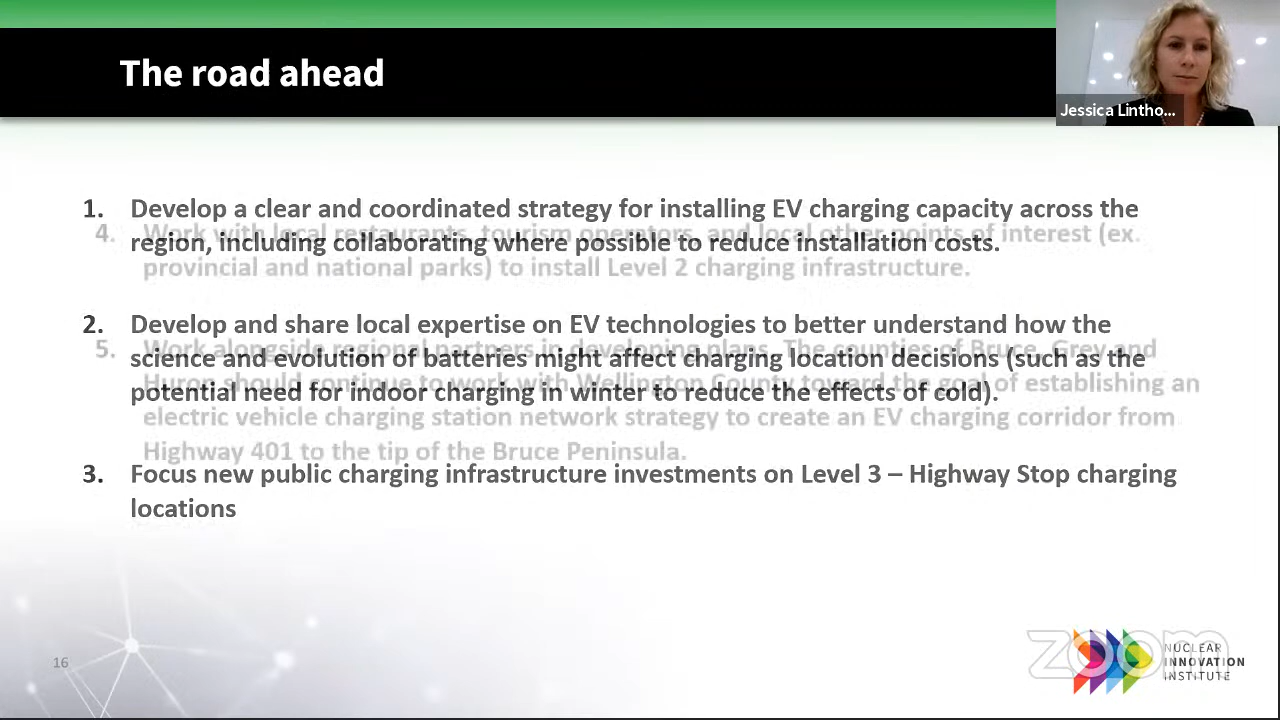 The road ahead
Jessica Lintho...
1. Develop a clear and coordinated strategy for installing EV charging capacity across the
region, including collaborating where possible to reduce installation costs.
4. Work with local restaurants, tourism operators, and local other points of interest (ex.
provincial and national parks) to install Level 2 charging infrastructure.
2. Develop and share local expertise on EV technologies to better understand how the
science and evolution of batteries might affect charging location decisions (such as the
potential need for indoor charging in winter to reduce the effects of cold).
5. Work alongside regional partners in developing plans. The counties of Bruce, Grey and
Huron should continue to work with Wellington County toward the goal of establishing an
electric vehicle charging station network strategy to create an EV charging corridor from
Highway 401 to the tip of the Bruce Peninsula.
3. Focus new public charging infrastructure investments on Level 3 – Highway Stop charging
locations
16
zoom
NUCLEAR
INNOVATION
INSTITUTE